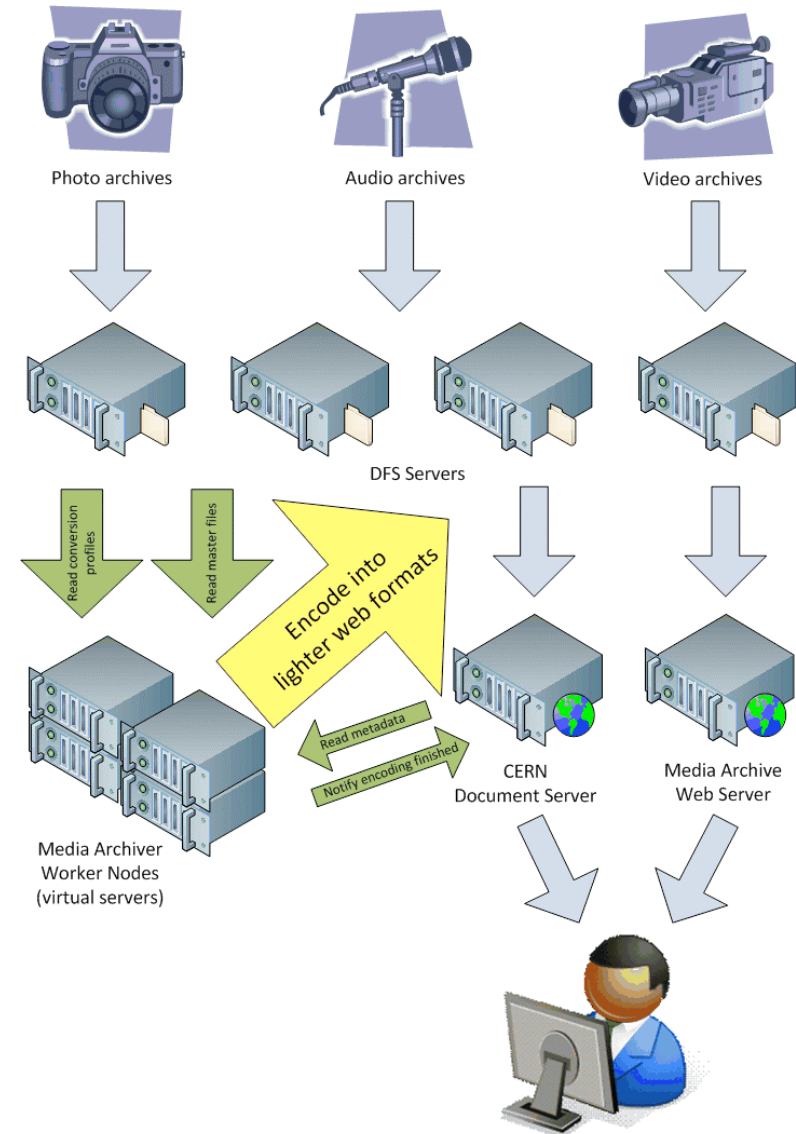 Photo archives
Audio archives
Video archives
DFS Servers
Read conversion
profiles
Read master files
Encode into
lighter web formats
Read metadata
Notify encoding finished
CERN
Document Server
Media Archive
Web Server
Media Archiver
Worker Nodes
(virtual servers)